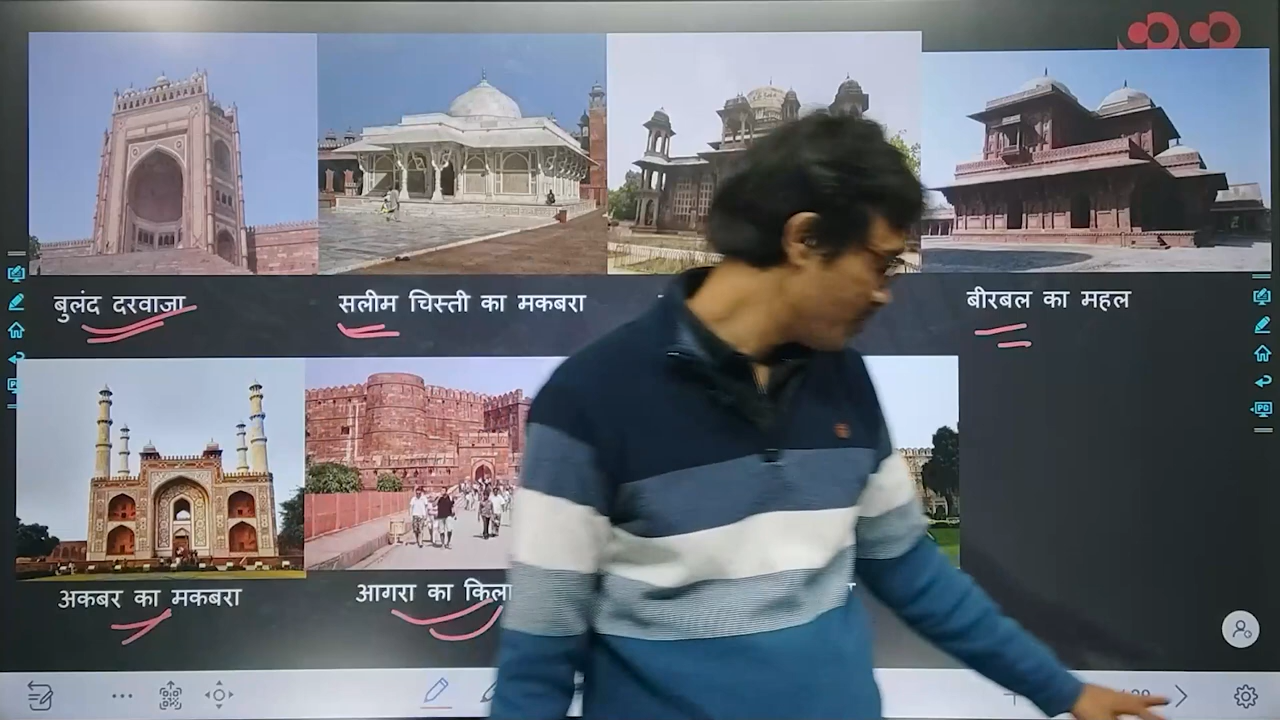 बुलंद दरवाजा
सलीम चिस्ती का मकबरा
बीरबल का महल
अकबर का मकबरा
आगरा का किला